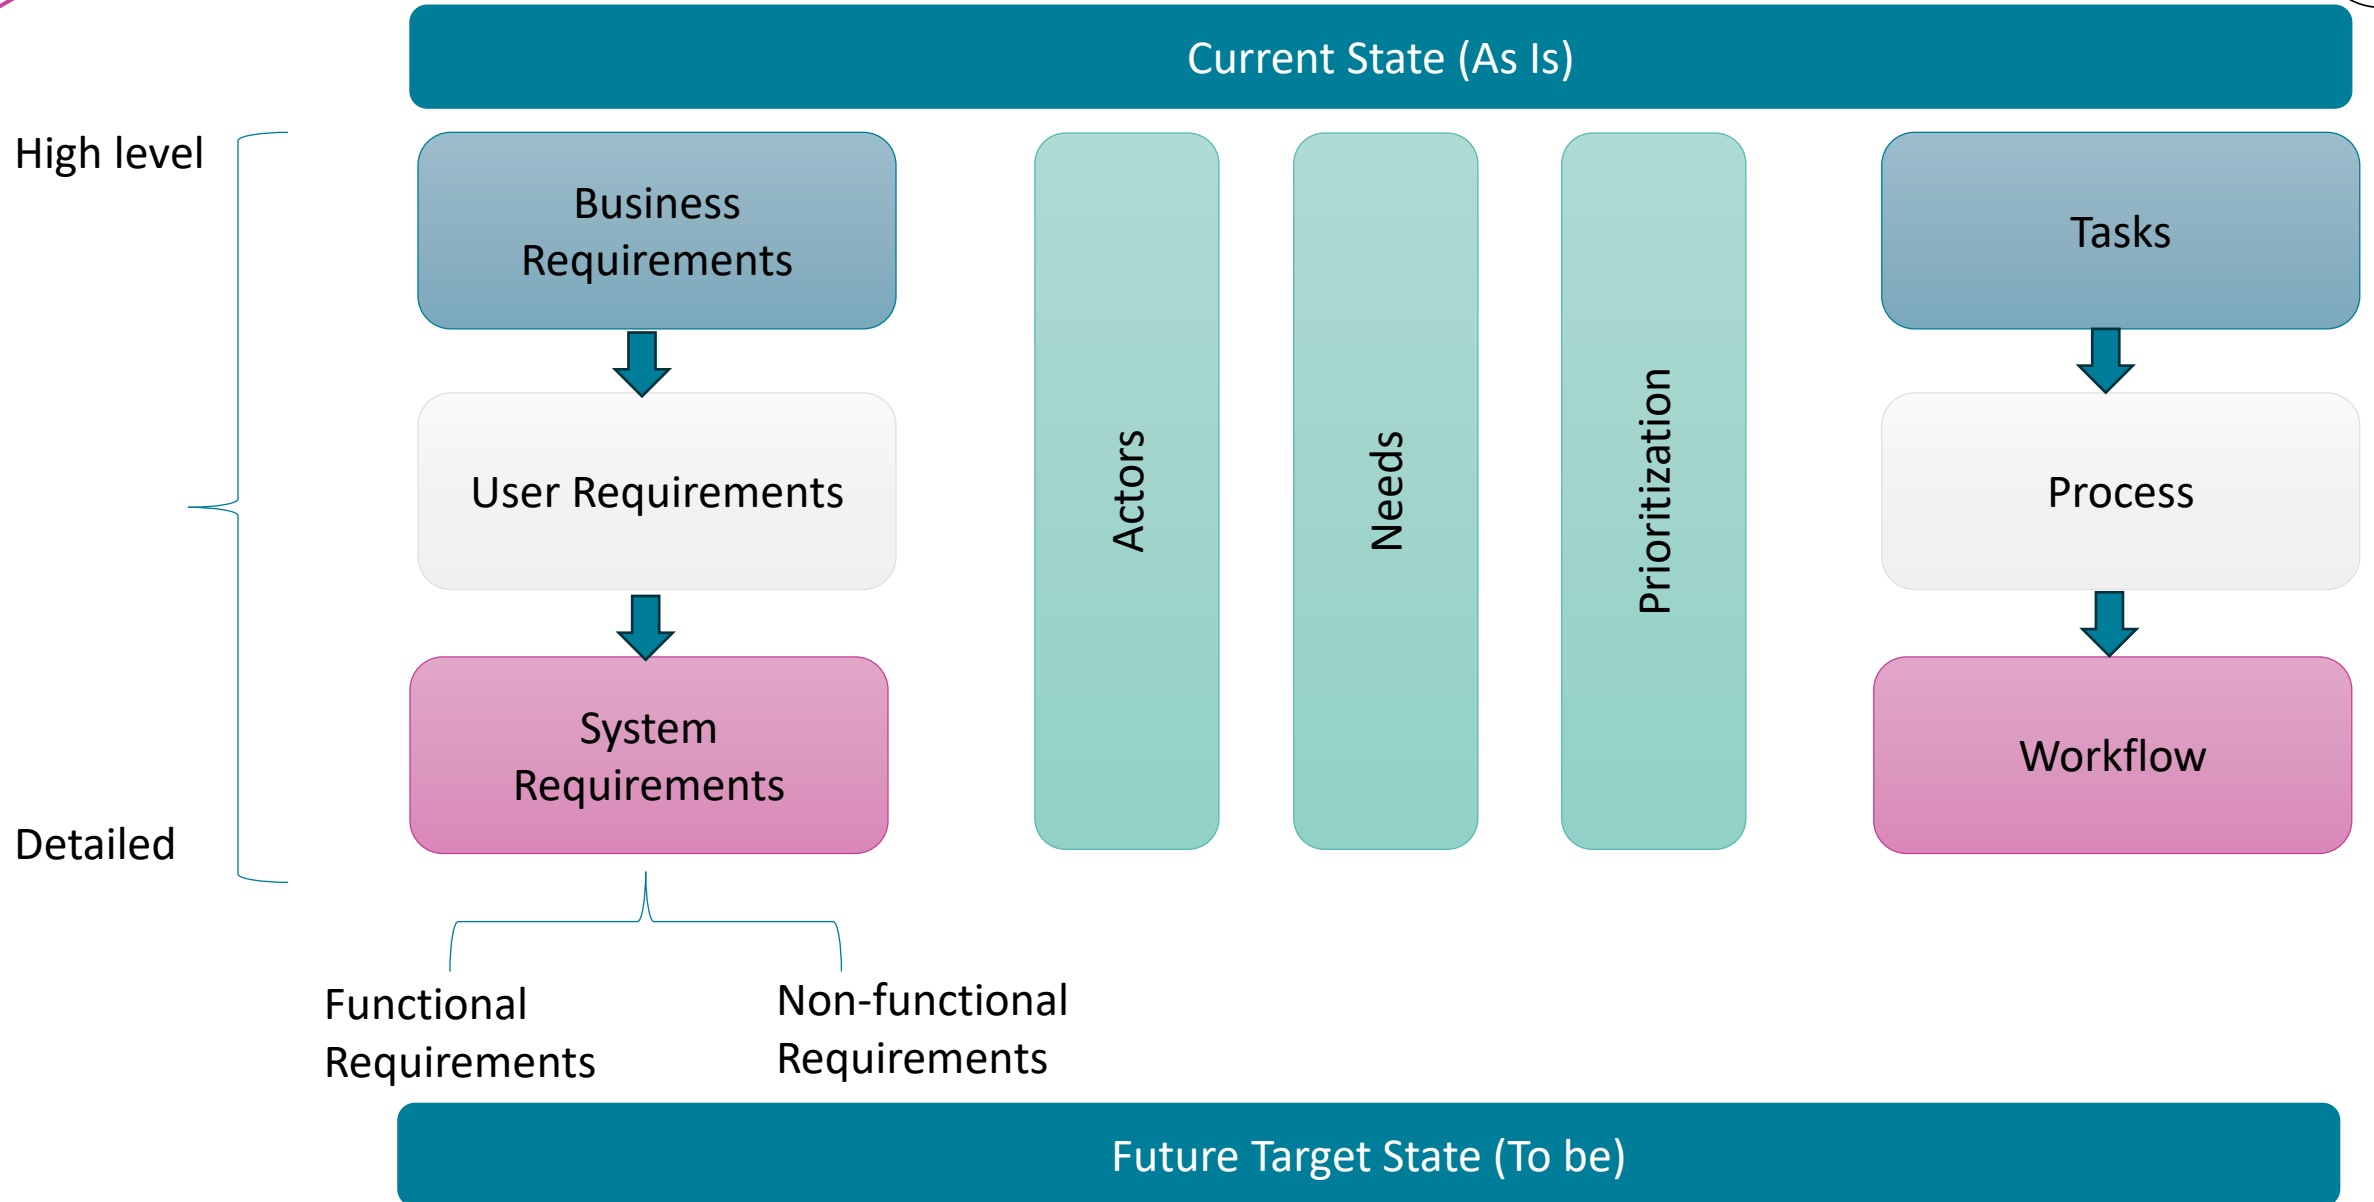 Current State (As Is)
High level
Business
Requirements
Tasks
User Requirements
Actors
Needs
Prioritization
Process
System
Requirements
Workflow
Detailed
Functional
Requirements
Non-functional
Requirements
Future Target State (To be)